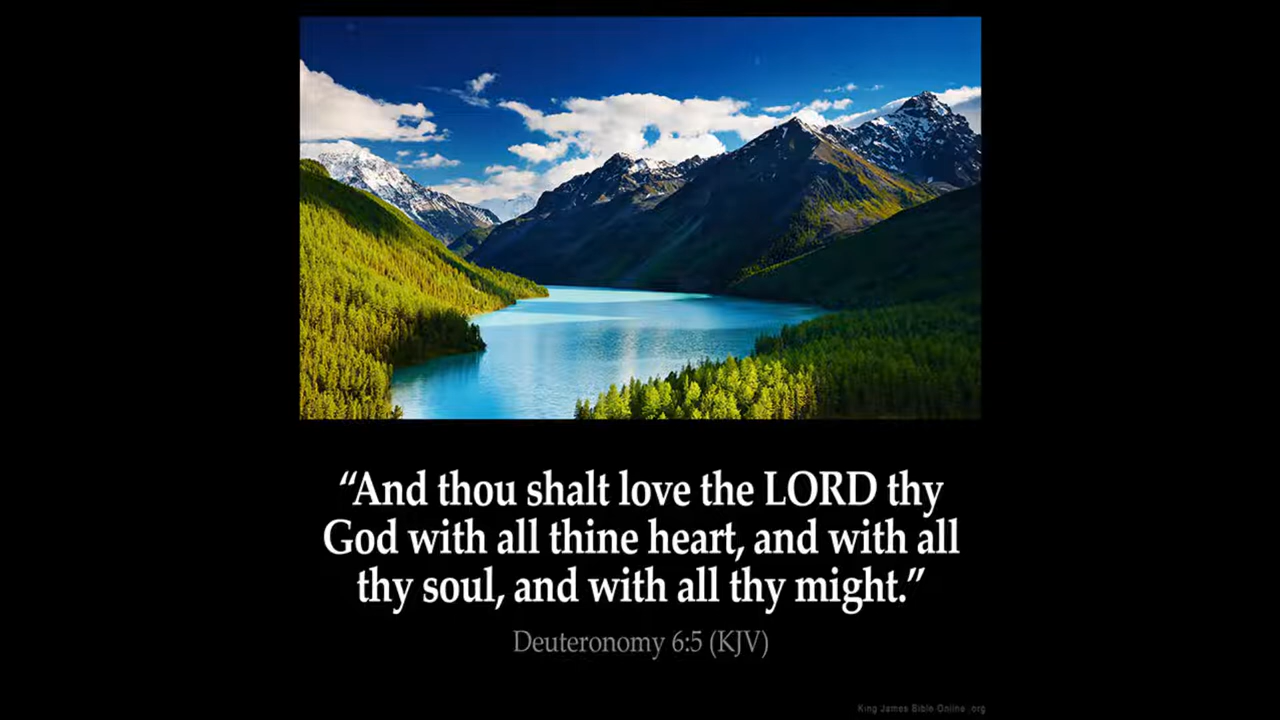 “And thou shalt love the LORD thy
God with all thine heart, and with all
thy soul, and with all thy might.”
Deuteronomy 6:5 (KJV)
King James Bible Online .org